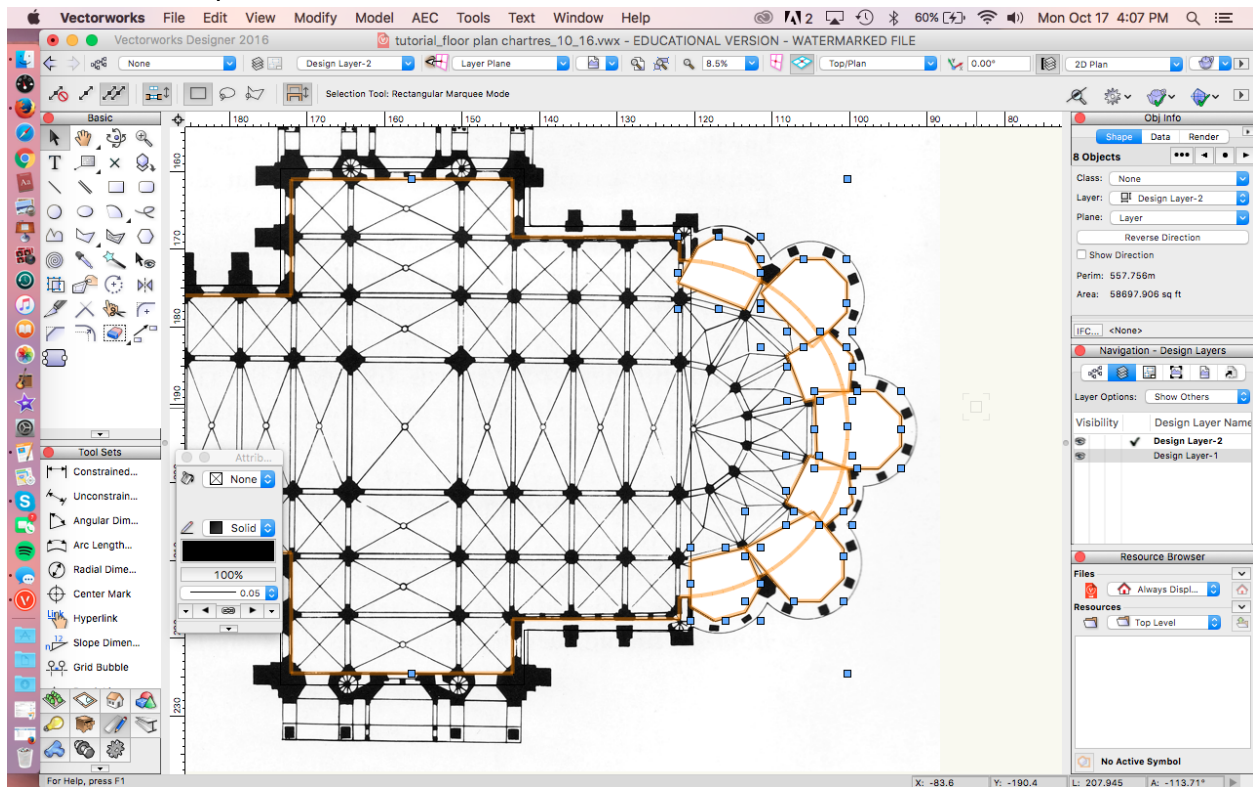 Vectorworks File Edit View Modify Model AEC Tools Text Window Help 2 60% Mon Oct 17 4:07 PM
Vectorworks Designer 2016 tutorial_floor plan chartres_10_16.vwx - EDUCATIONAL VERSION - WATERMARKED FILE
None Design Layer-2 Layer Plane 8.5% Top/Plan 0.00° 2D Plan
Selection Tool: Rectangular Marquee Mode
Basic
180 170 160 150 140 130 120 110 100 90 80
160
170
180
190
230
Attrib...
None
Solid
100%
0.05
Tool Sets
Constrained...
Unconstrain...
Angular Dim...
Arc Length...
Radial Dime...
Center Mark
Link
Hyperlink
12
n
Slope Dimen...
Grid Bubble
Obj Info
Shape Data Render
8 Objects
Class: None
Layer: Design Layer-2
Plane: Layer
Reverse Direction
Show Direction
Perim: 557.756m
Area: 58697.906 sq ft
IFC... <None>
Navigation - Design Layers
Layer Options: Show Others
Visibility Design Layer Name
Design Layer-2
Design Layer-1
Resource Browser
Files
Always Displ...
Resources
Top Level
No Active Symbol
For Help, press F1
X: -83.6 Y: -190.4 L: 207.945 A: -113.71°